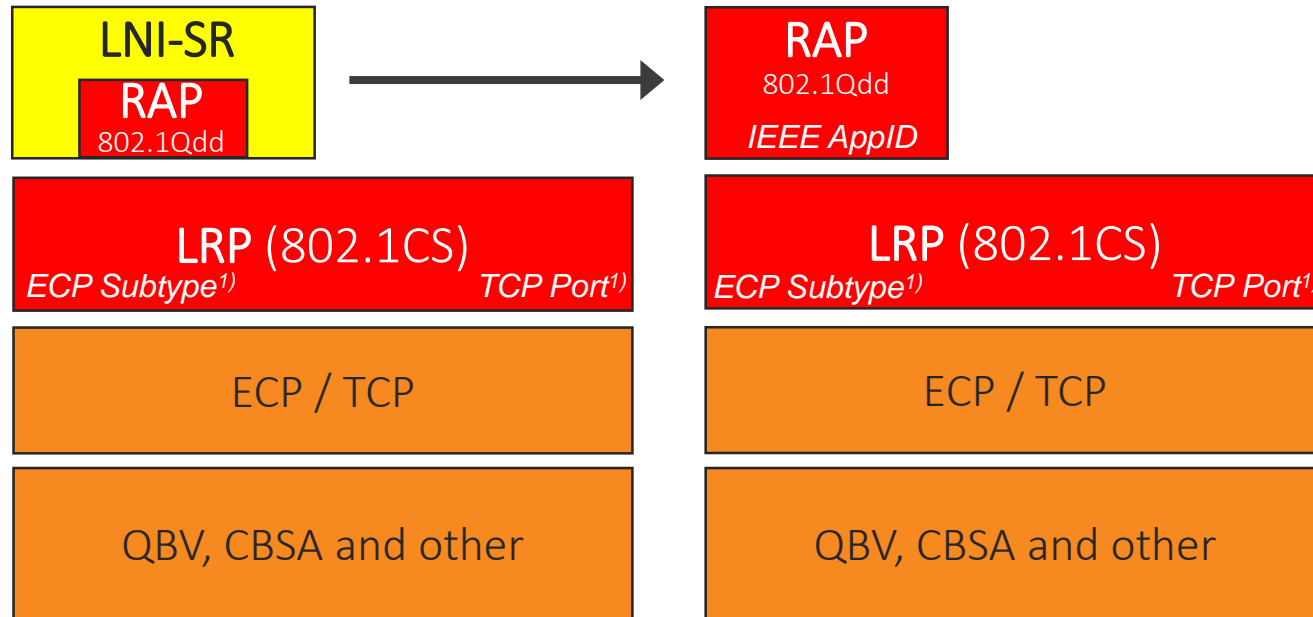 LNI-SR
RAP
802.1Qdd
LRP (802.1CS)
ECP Subtype¹⁾ TCP Port¹⁾
ECP / TCP
QBV, CBSA and other
RAP
802.1Qdd
IEEE AppID
LRP (802.1CS)
ECP Subtype¹⁾ TCP Port¹⁾
ECP / TCP
QBV, CBSA and other